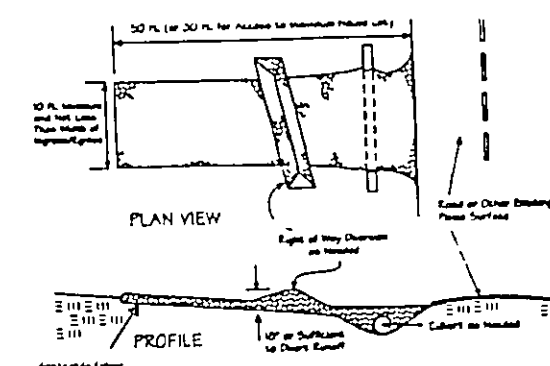 50 Ft. (or 30 Ft. for Access to Individual House Lot)
10 Ft. Minimum
and Not Less
Than Width of
Ingress/Egress
PLAN VIEW
Road or Other Existing
Paved Surface
Right of Way Diversion
as Needed
10" or Sufficient
to Divert Runoff
Culvert as Needed
PROFILE